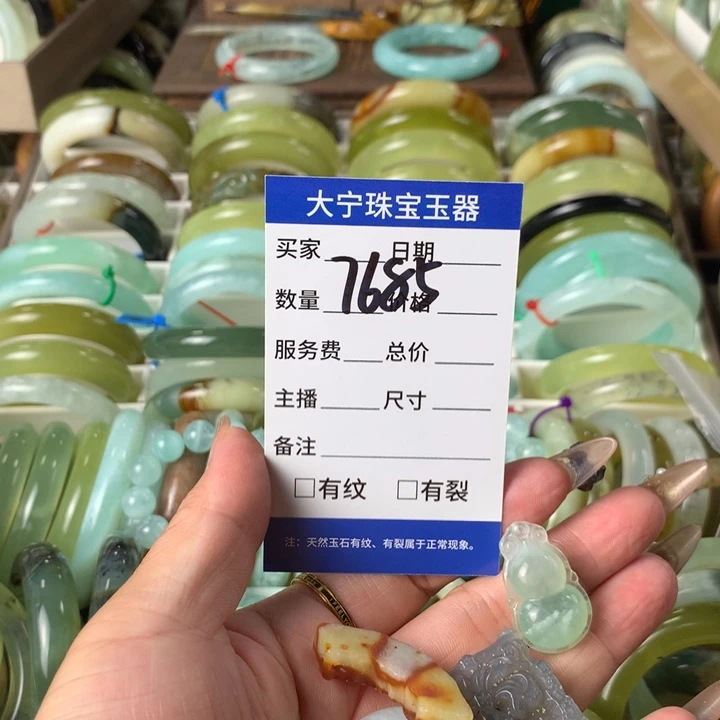 大宁珠宝玉器
买家 日期
7685
数量 价格
服务费 总价
主播 尺寸
备注
□有纹 □有裂
注：天然玉石有纹、有裂属于正常现象。